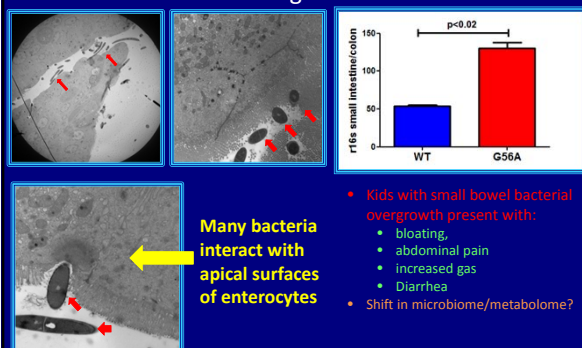 p<0.02
r16s small intestine/colon
150
100
50
0
WT
G56A
Many bacteria
interact with
apical surfaces
of enterocytes
• Kids with small bowel bacterial
overgrowth present with:
• bloating,
• abdominal pain
• increased gas
• Diarrhea
• Shift in microbiome/metabolome?